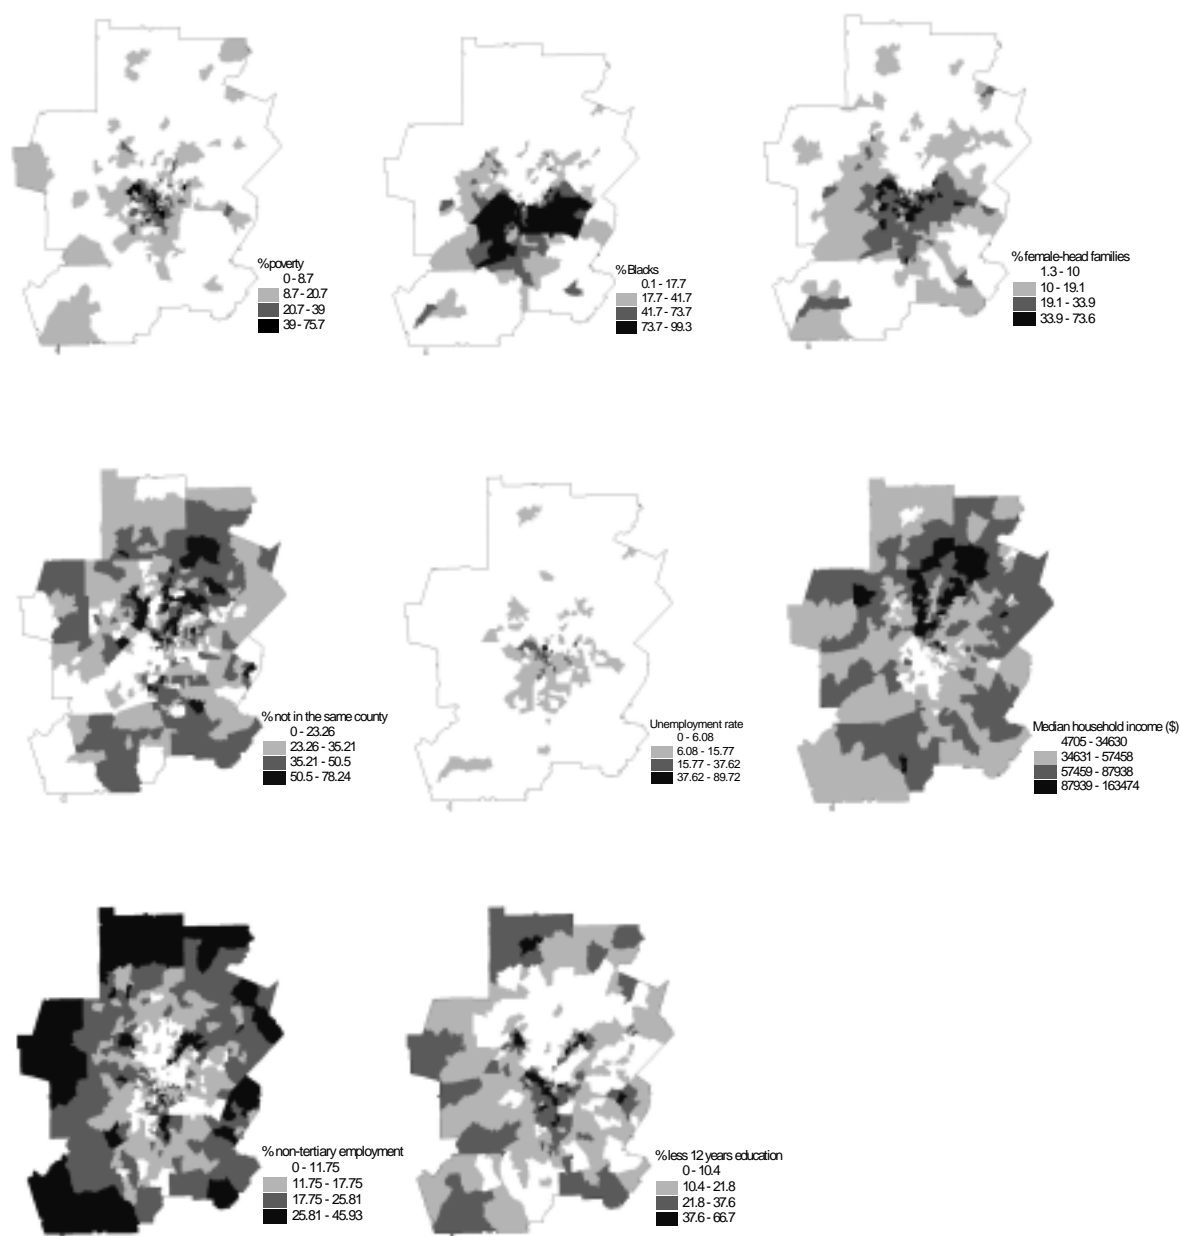 % poverty
0 - 8.7
8.7 - 20.7
20.7 - 39
39 - 75.7
% Blacks
0.1 - 17.7
17.7 - 41.7
41.7 - 73.7
73.7 - 99.3
% female-head families
1.3 - 10
10 - 19.1
19.1 - 33.9
33.9 - 73.6
% not in the same county
0 - 23.26
23.26 - 35.21
35.21 - 50.5
50.5 - 78.24
Unemployment rate
0 - 6.08
6.08 - 15.77
15.77 - 37.62
37.62 - 89.72
Median household income ($)
4705 - 34630
34631 - 57458
57459 - 87938
87939 - 163474
% non-tertiary employment
0 - 11.75
11.75 - 17.75
17.75 - 25.81
25.81 - 45.93
% less 12 years education
0 - 10.4
10.4 - 21.8
21.8 - 37.6
37.6 - 66.7